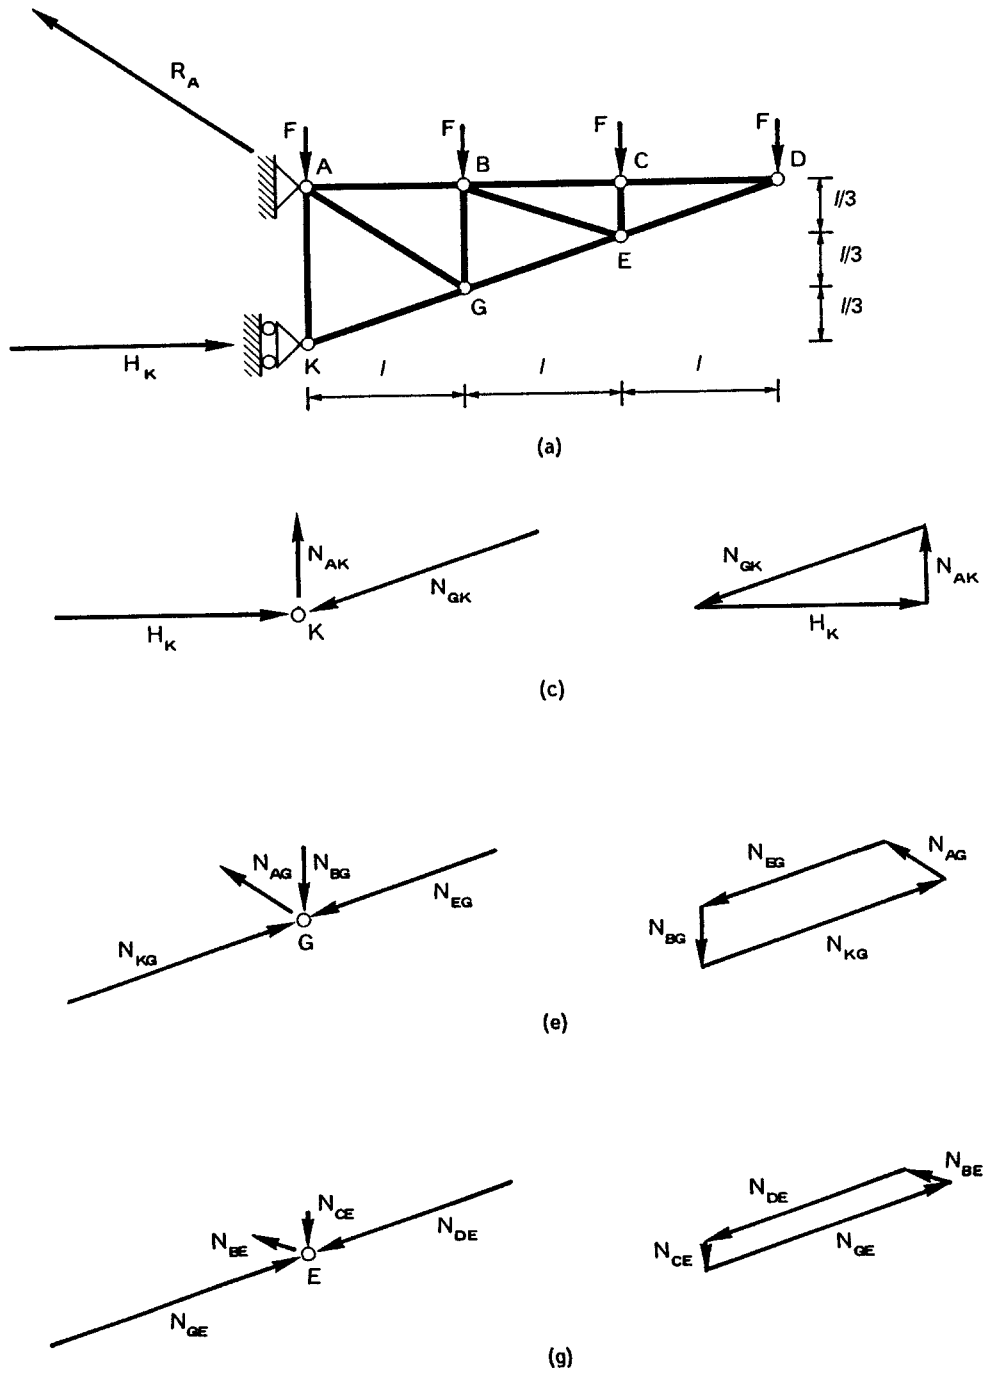 R_A
F
F
F
F
A
B
C
D
l/3
l/3
l/3
E
G
K
H_K
l
l
l
(a)
N_AK
N_GK
H_K
K
N_GK
N_AK
H_K
(c)
N_AG
N_BG
N_EG
N_KG
G
N_EG
N_AG
N_BG
N_KG
(e)
N_CE
N_BE
N_DE
E
N_GE
N_BE
N_DE
N_CE
N_GE
(g)